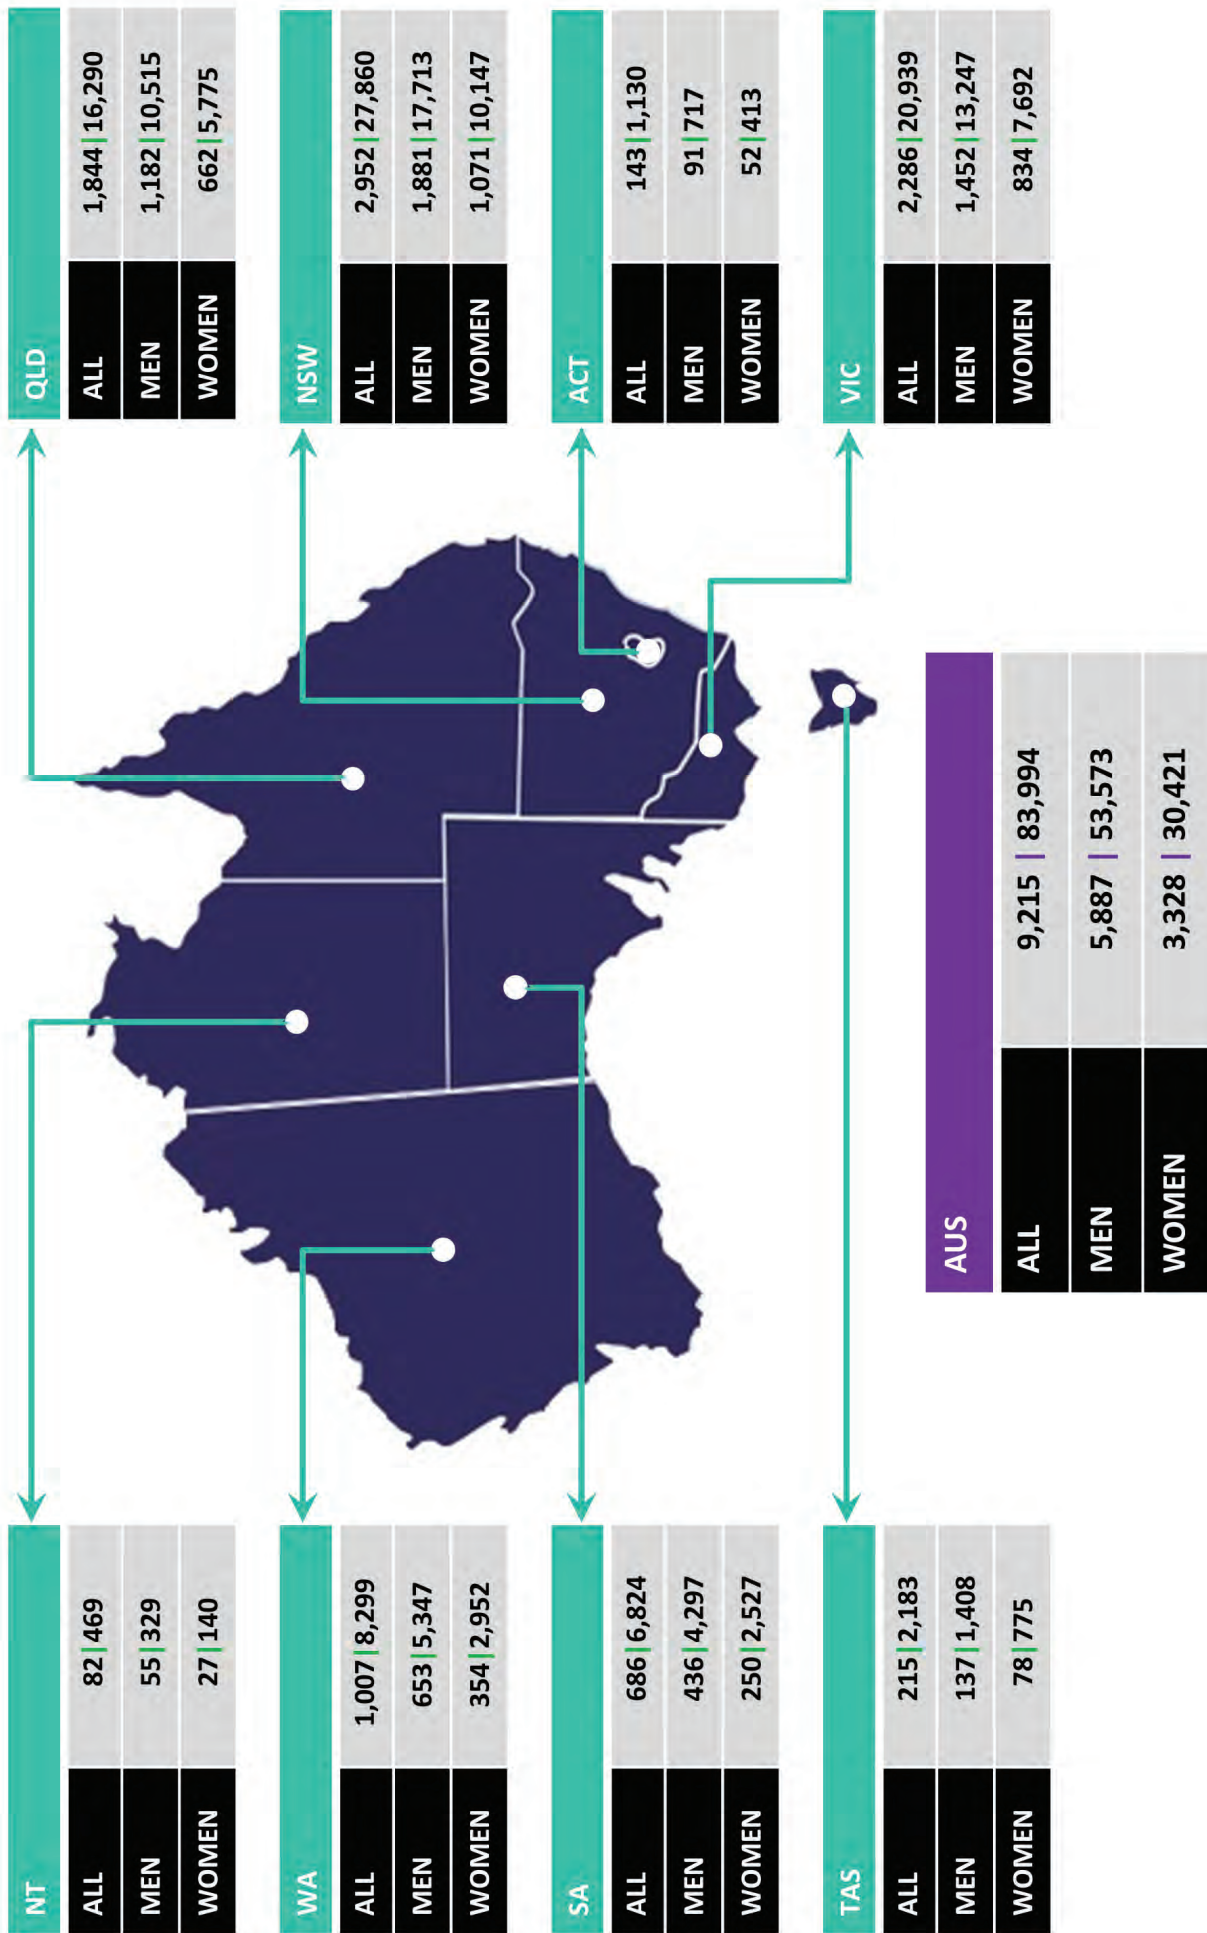 NT
ALL 82|469
MEN 55|329
WOMEN 27|140
WA
ALL 1,007|8,299
MEN 653|5,347
WOMEN 354|2,952
SA
ALL 686|6,824
MEN 436|4,297
WOMEN 250|2,527
TAS
ALL 215|2,183
MEN 137|1,408
WOMEN 78|775
AUS
ALL 9,215 | 83,994
MEN 5,887 | 53,573
WOMEN 3,328 | 30,421
QLD
ALL 1,844|16,290
MEN 1,182|10,515
WOMEN 662|5,775
NSW
ALL 2,952|27,860
MEN 1,881|17,713
WOMEN 1,071|10,147
ACT
ALL 143|1,130
MEN 91|717
WOMEN 52|413
VIC
ALL 2,286|20,939
MEN 1,452|13,247
WOMEN 834|7,692